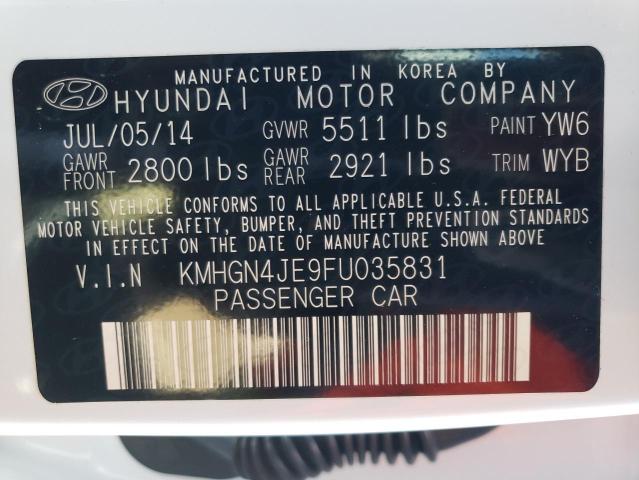 MANUFACTURED IN KOREA BY
HYUNDAI MOTOR COMPANY
JUL/05/14 GVWR 5511 lbs PAINT YW6
GAWR FRONT 2800 lbs GAWR REAR 2921 lbs TRIM WYB
THIS VEHICLE CONFORMS TO ALL APPLICABLE U.S.A. FEDERAL
MOTOR VEHICLE SAFETY, BUMPER, AND THEFT PREVENTION STANDARDS
IN EFFECT ON THE DATE OF MANUFACTURE SHOWN ABOVE
V.I.N KMHGN4JE9FU035831
PASSENGER CAR